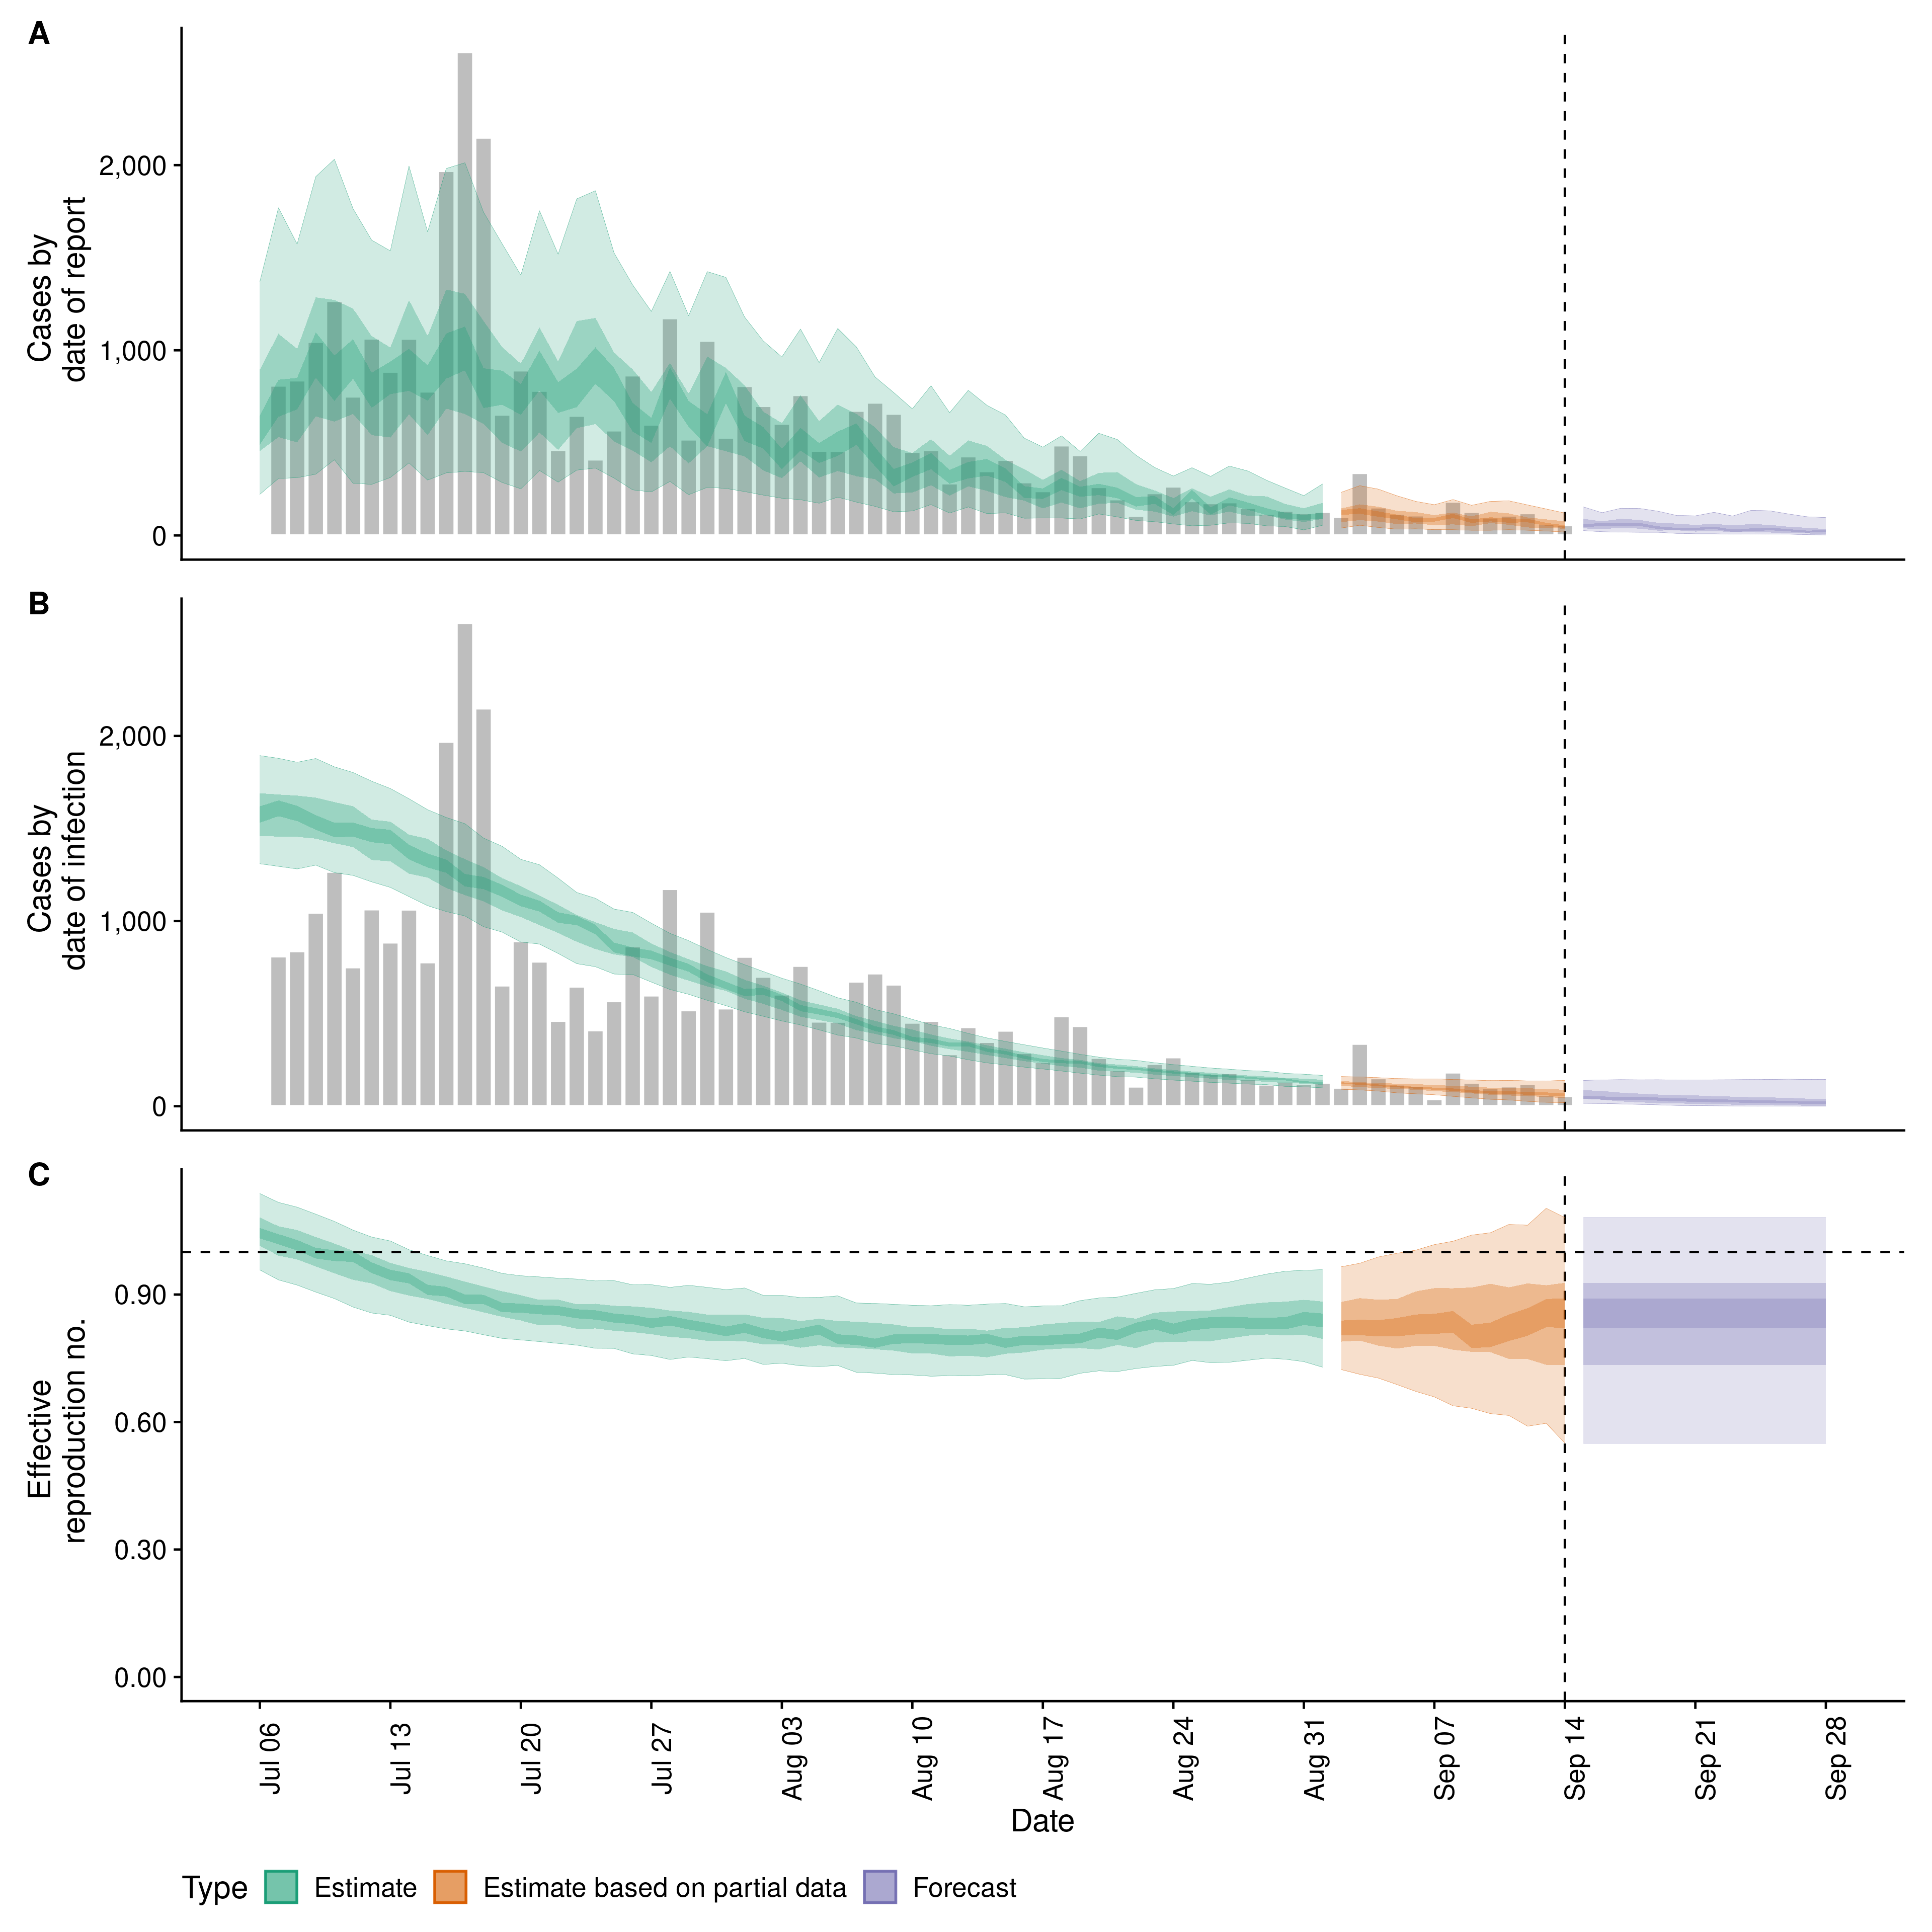 A
Cases by
date of report
2,000
1,000
0
B
Cases by
date of infection
2,000
1,000
0
C
Effective
reproduction no.
0.90
0.60
0.30
0.00
Jul 06
Jul 13
Jul 20
Jul 27
Aug 03
Aug 10
Aug 17
Aug 24
Aug 31
Sep 07
Sep 14
Sep 21
Sep 28
Date
Type Estimate Estimate based on partial data Forecast